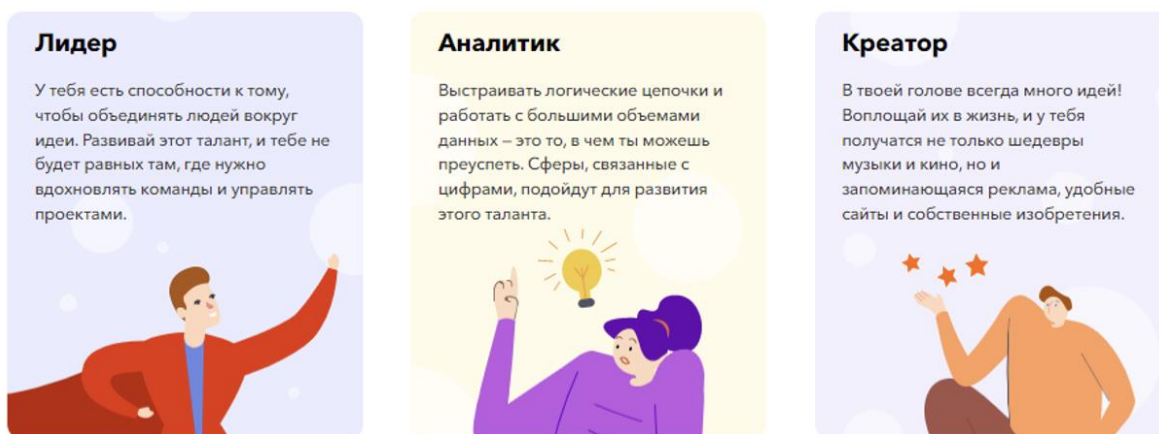 Лидер
У тебя есть способности к тому,
чтобы объединять людей вокруг
идеи. Развивай этот талант, и тебе не
будет равных там, где нужно
вдохновлять команды и управлять
проектами.
Аналитик
Выстраивать логические цепочки и
работать с большими объемами
данных – это то, в чем ты можешь
преуспеть. Сферы, связанные с
цифрами, подойдут для развития
этого таланта.
Креатор
В твоей голове всегда много идей!
Воплощай их в жизнь, и у тебя
получатся не только шедевры
музыки и кино, но и
запоминающаяся реклама, удобные
сайты и собственные изобретения.